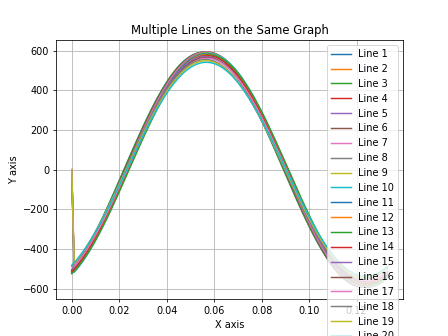 Multiple Lines on the Same Graph
600
400
200
0
−200
−400
−600
Y axis
0.00
0.02
0.04
0.06
0.08
0.10
X axis
Line 1
Line 2
Line 3
Line 4
Line 5
Line 6
Line 7
Line 8
Line 9
Line 10
Line 11
Line 12
Line 13
Line 14
Line 15
Line 16
Line 17
Line 18
Line 19
Line 20